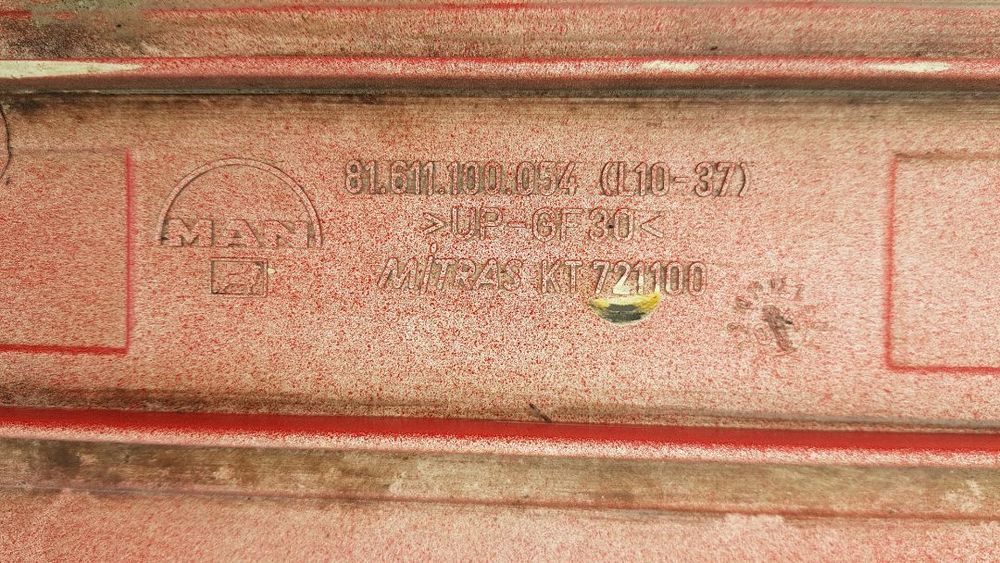 MAN
81.611.100.054 (L10-37)
>UP-GF30<
MITRAS KT 721100